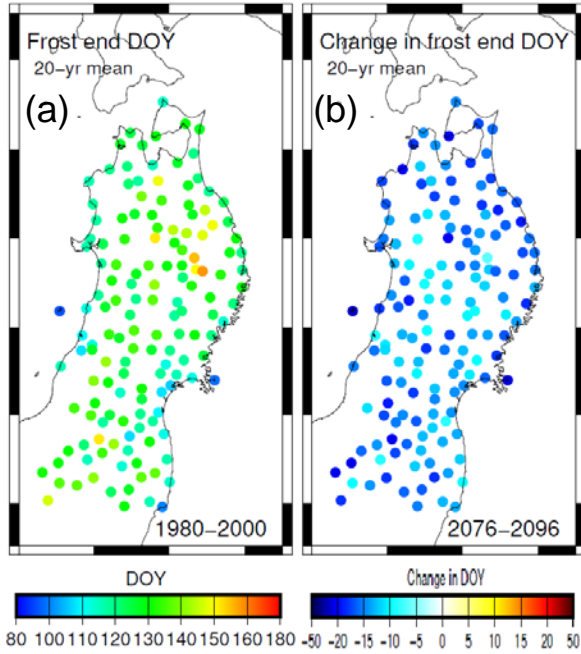 Frost end DOY
20-yr mean
(a)
1980-2000
DOY
80 90 100 110 120 130 140 150 160 170 180
Change in frost end DOY
20-yr mean
(b)
2076-2096
Change in DOY
-50 -20 -15 -10 -5 0 5 10 15 20 50